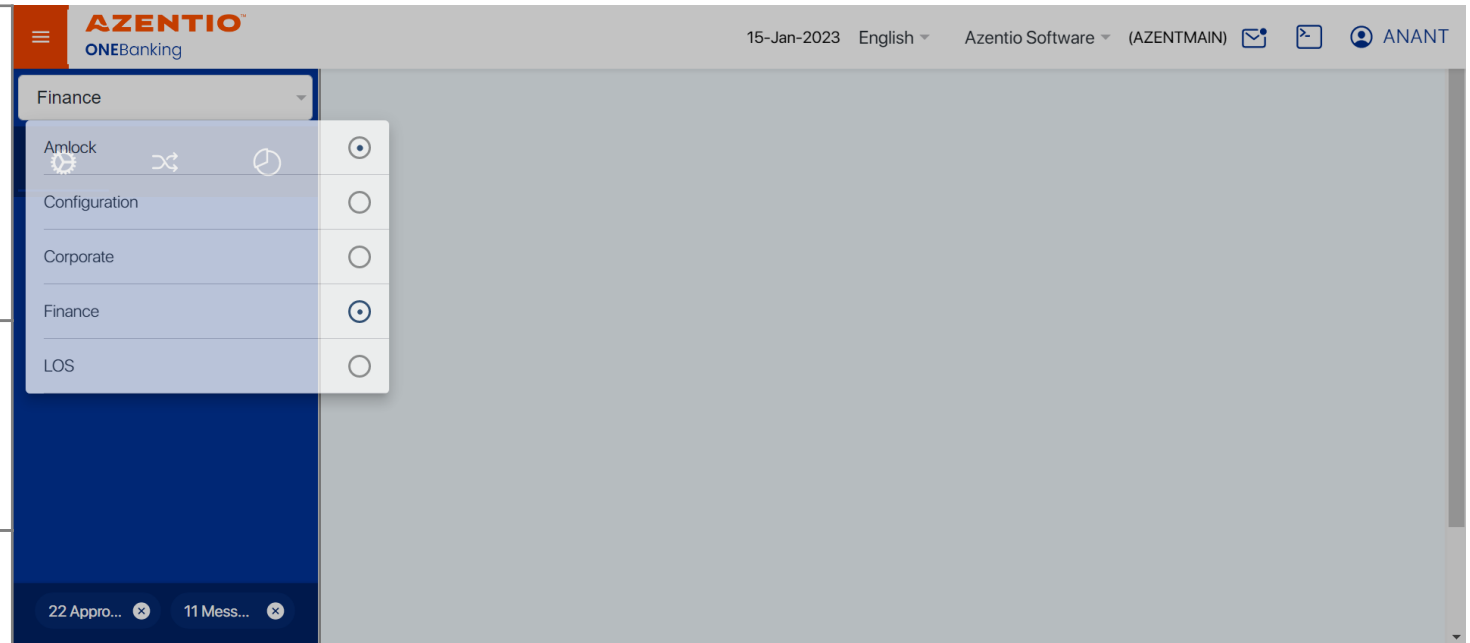 AZENTIO™
ONEBanking
15-Jan-2023 English Azentio Software (AZENTMAIN) ANANT
Finance
Amlock
Configuration
Corporate
Finance
LOS
22 Appro... 11 Mess...